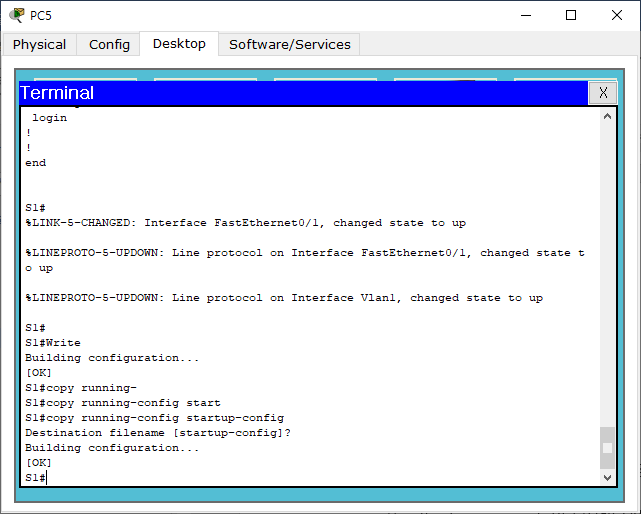 PC5
Physical Config Desktop Software/Services
Terminal X
login
!
!
end
S1#
%LINK-5-CHANGED: Interface FastEthernet0/1, changed state to up
%LINEPROTO-5-UPDOWN: Line protocol on Interface FastEthernet0/1, changed state t
o up
%LINEPROTO-5-UPDOWN: Line protocol on Interface Vlan1, changed state to up
S1#
S1#Write
Building configuration...
[OK]
S1#copy running-
S1#copy running-config start
S1#copy running-config startup-config
Destination filename [startup-config]?
Building configuration...
[OK]
S1#